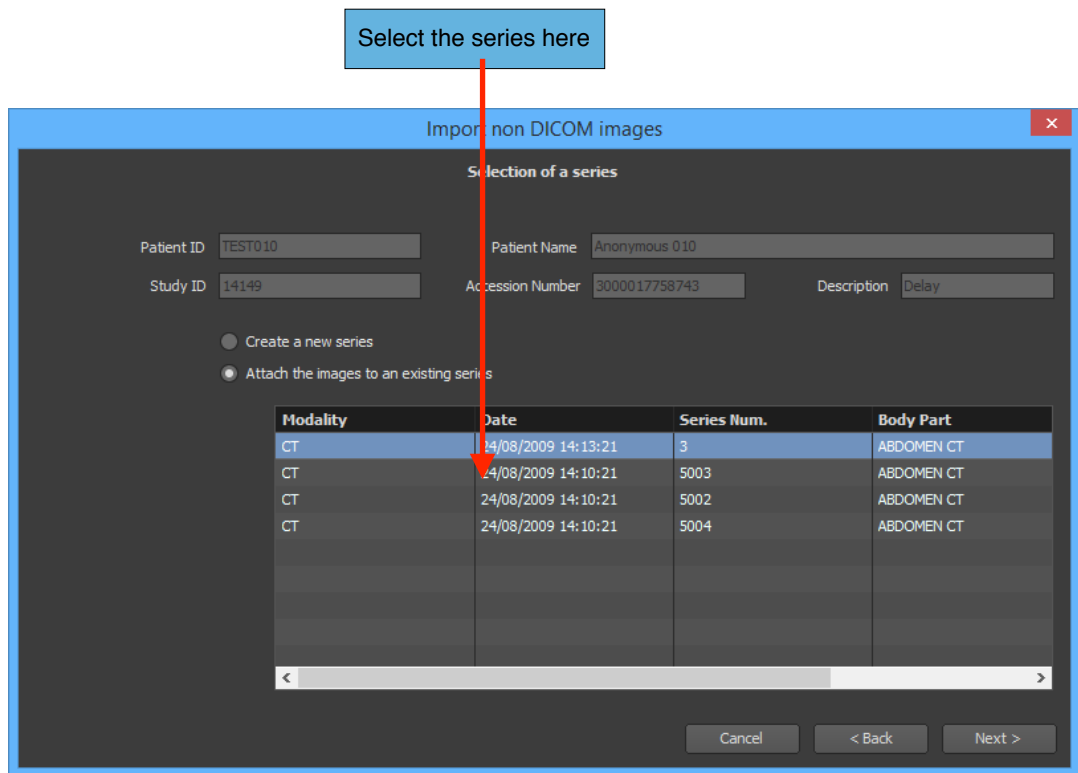 Select the series here
Import non DICOM images
Selection of a series
Patient ID TEST010 Patient Name Anonymous 010
Study ID 14149 Accession Number 3000017758743 Description Delay
Create a new series
Attach the images to an existing series
Modality Date Series Num. Body Part
CT 24/08/2009 14:13:21 3 ABDOMEN CT
CT 24/08/2009 14:10:21 5003 ABDOMEN CT
CT 24/08/2009 14:10:21 5002 ABDOMEN CT
CT 24/08/2009 14:10:21 5004 ABDOMEN CT
Cancel < Back Next >